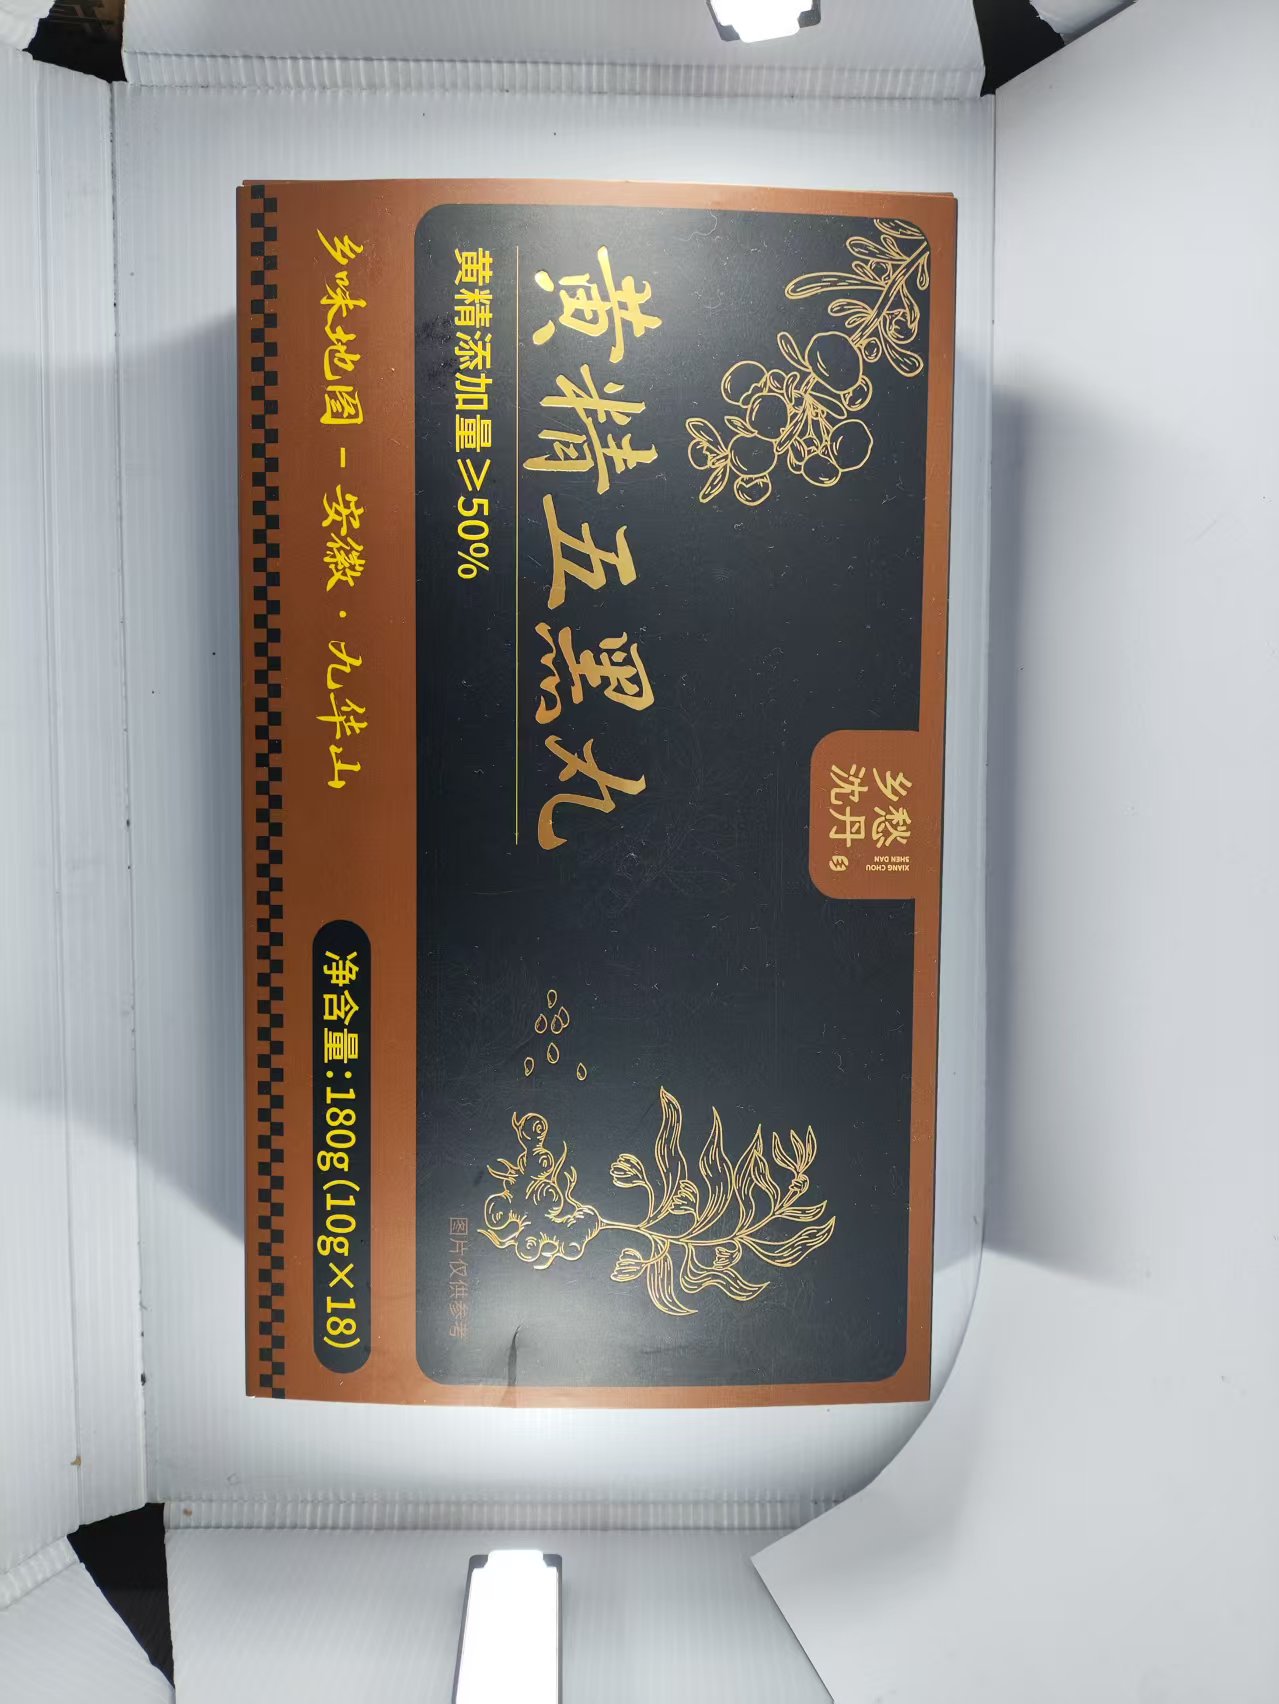 乡愁
沈丹
XIANG CHOU
SHEN DAN
黄精五黑丸
黄精添加量≥50%
图片仅供参考
乡味地图-安徽·九华山
净含量:180g(10g×18)